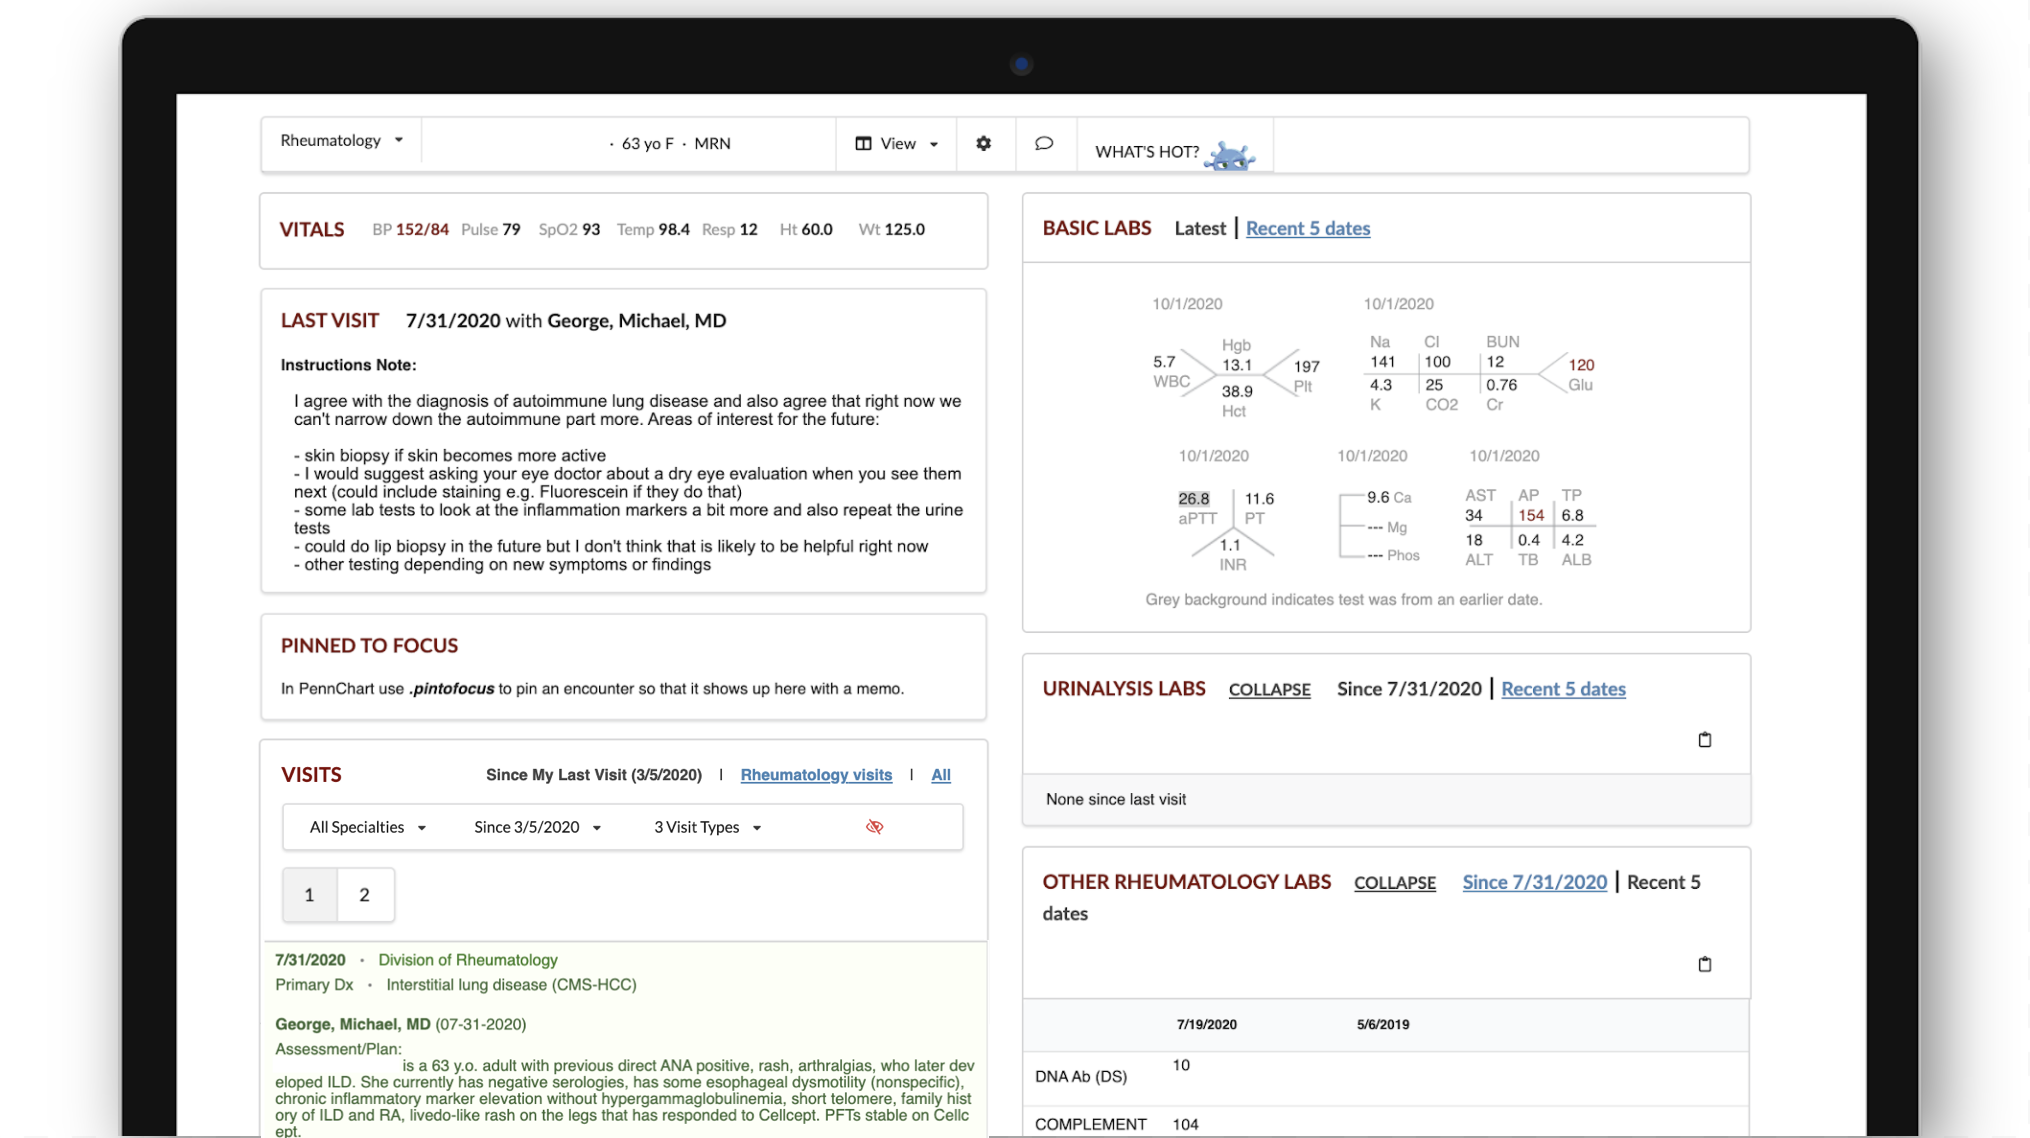 Rheumatology
· 63 yo F · MRN
View
WHAT'S HOT?
VITALS BP 152/84 Pulse 79 SpO2 93 Temp 98.4 Resp 12 Ht 60.0 Wt 125.0
LAST VISIT 7/31/2020 with George, Michael, MD
Instructions Note:
I agree with the diagnosis of autoimmune lung disease and also agree that right now we
can't narrow down the autoimmune part more. Areas of interest for the future:
- skin biopsy if skin becomes more active
- I would suggest asking your eye doctor about a dry eye evaluation when you see them
next (could include staining e.g. Fluorescein if they do that)
- some lab tests to look at the inflammation markers a bit more and also repeat the urine
tests
- could do lip biopsy in the future but I don't think that is likely to be helpful right now
- other testing depending on new symptoms or findings
PINNED TO FOCUS
In PennChart use .pintofocus to pin an encounter so that it shows up here with a memo.
VISITS Since My Last Visit (3/5/2020) | Rheumatology visits | All
All Specialties Since 3/5/2020 3 Visit Types
1 2
7/31/2020 · Division of Rheumatology
Primary Dx · Interstitial lung disease (CMS-HCC)
George, Michael, MD (07-31-2020)
Assessment/Plan:
is a 63 y.o. adult with previous direct ANA positive, rash, arthralgias, who later dev
eloped ILD. She currently has negative serologies, has some esophageal dysmotility (nonspecific),
chronic inflammatory marker elevation without hypergammaglobulinemia, short telomere, family hist
ory of ILD and RA, livedo-like rash on the legs that has responded to Cellcept. PFTs stable on Cellc
ept.
BASIC LABS Latest | Recent 5 dates
10/1/2020 10/1/2020
Hgb Na Cl BUN
5.7 13.1 197 141 100 12 120
WBC 38.9 Plt 4.3 25 0.76 Glu
Hct K CO2 Cr
10/1/2020 10/1/2020 10/1/2020
26.8 11.6 9.6 Ca AST AP TP
aPTT PT --- Mg 34 154 6.8
1.1 --- Phos 18 0.4 4.2
INR ALT TB ALB
Grey background indicates test was from an earlier date.
URINALYSIS LABS COLLAPSE Since 7/31/2020 | Recent 5 dates
None since last visit
OTHER RHEUMATOLOGY LABS COLLAPSE Since 7/31/2020 | Recent 5
dates
7/19/2020 5/6/2019
DNA Ab (DS) 10
COMPLEMENT 104